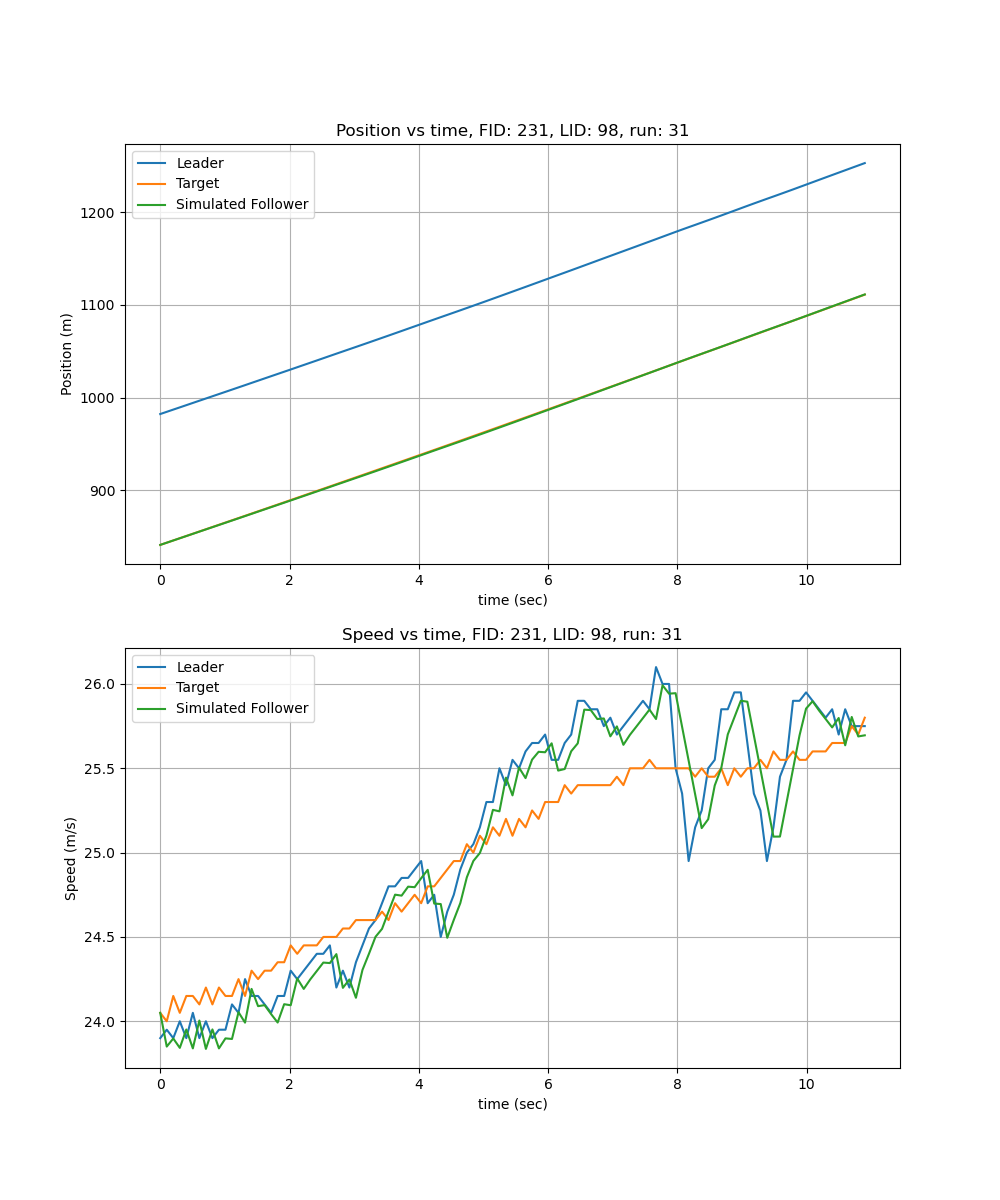 Position vs time, FID: 231, LID: 98, run: 31
Leader
Target
Simulated Follower
1200
1100
1000
900
Position (m)
0 2 4 6 8 10
time (sec)
Speed vs time, FID: 231, LID: 98, run: 31
Leader
Target
Simulated Follower
26.0
25.5
25.0
24.5
24.0
Speed (m/s)
0 2 4 6 8 10
time (sec)